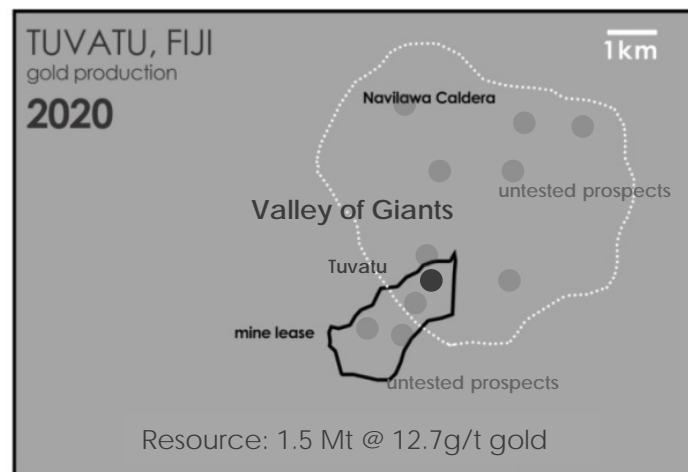 TUVATU, FIJI
gold production
2020
1km
Navilawa Caldera
untested prospects
Valley of Giants
Tuvatu
mine lease
untested prospects
Resource: 1.5 Mt @ 12.7g/t gold